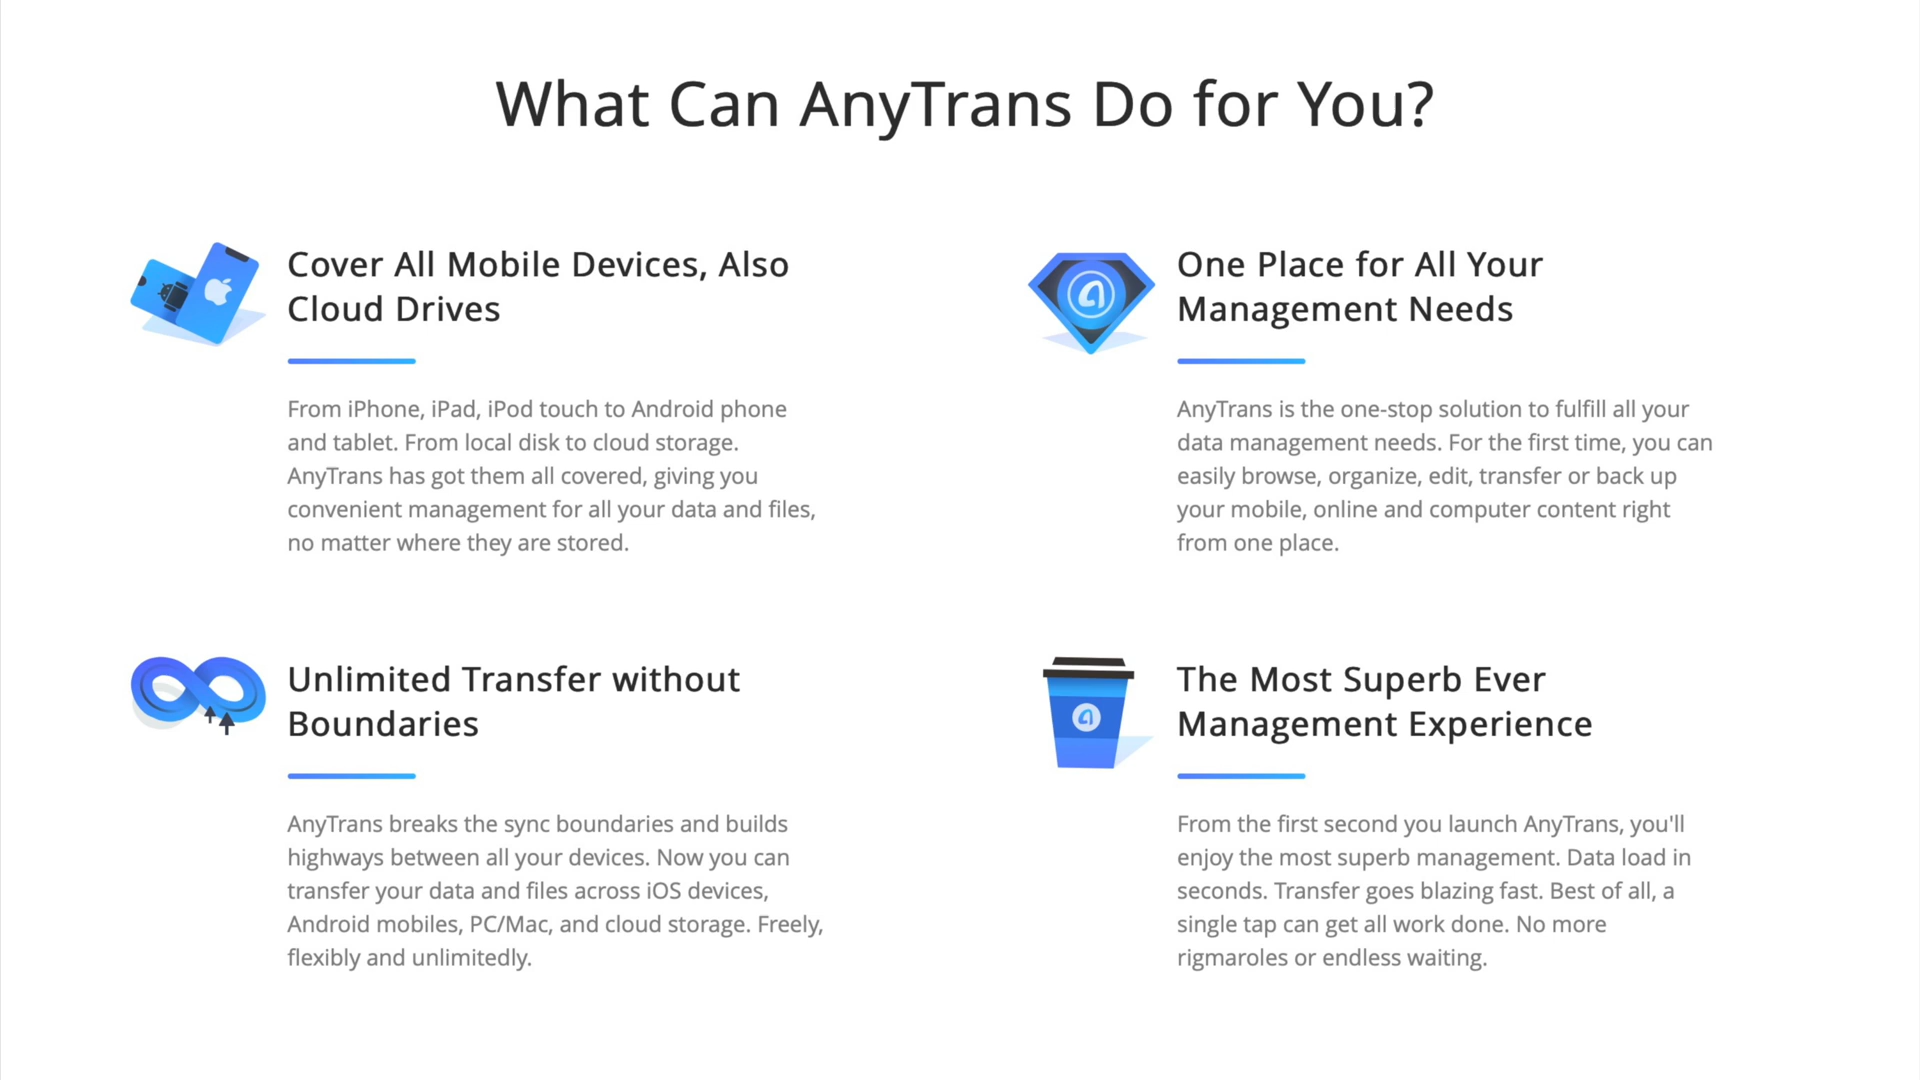 What Can AnyTrans Do for You?
Cover All Mobile Devices, Also
Cloud Drives
From iPhone, iPad, iPod touch to Android phone
and tablet. From local disk to cloud storage.
AnyTrans has got them all covered, giving you
convenient management for all your data and files,
no matter where they are stored.
One Place for All Your
Management Needs
AnyTrans is the one-stop solution to fulfill all your
data management needs. For the first time, you can
easily browse, organize, edit, transfer or back up
your mobile, online and computer content right
from one place.
Unlimited Transfer without
Boundaries
AnyTrans breaks the sync boundaries and builds
highways between all your devices. Now you can
transfer your data and files across iOS devices,
Android mobiles, PC/Mac, and cloud storage. Freely,
flexibly and unlimitedly.
The Most Superb Ever
Management Experience
From the first second you launch AnyTrans, you'll
enjoy the most superb management. Data load in
seconds. Transfer goes blazing fast. Best of all, a
single tap can get all work done. No more
rigmaroles or endless waiting.